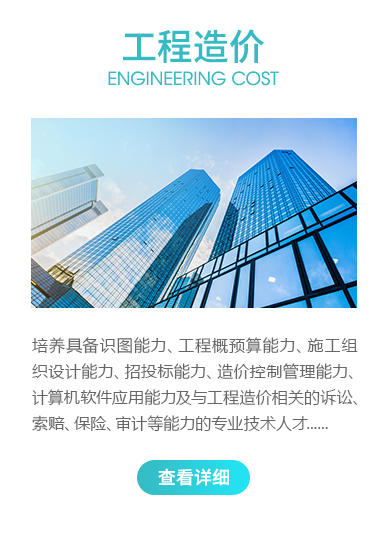 工程造价
ENGINEERING COST
培养具备识图能力、工程概预算能力、施工组
织设计能力、招投标能力、造价控制管理能力、
计算机软件应用能力及与工程造价相关的诉讼、
索赔、保险、审计等能力的专业技术人才......
查看详细